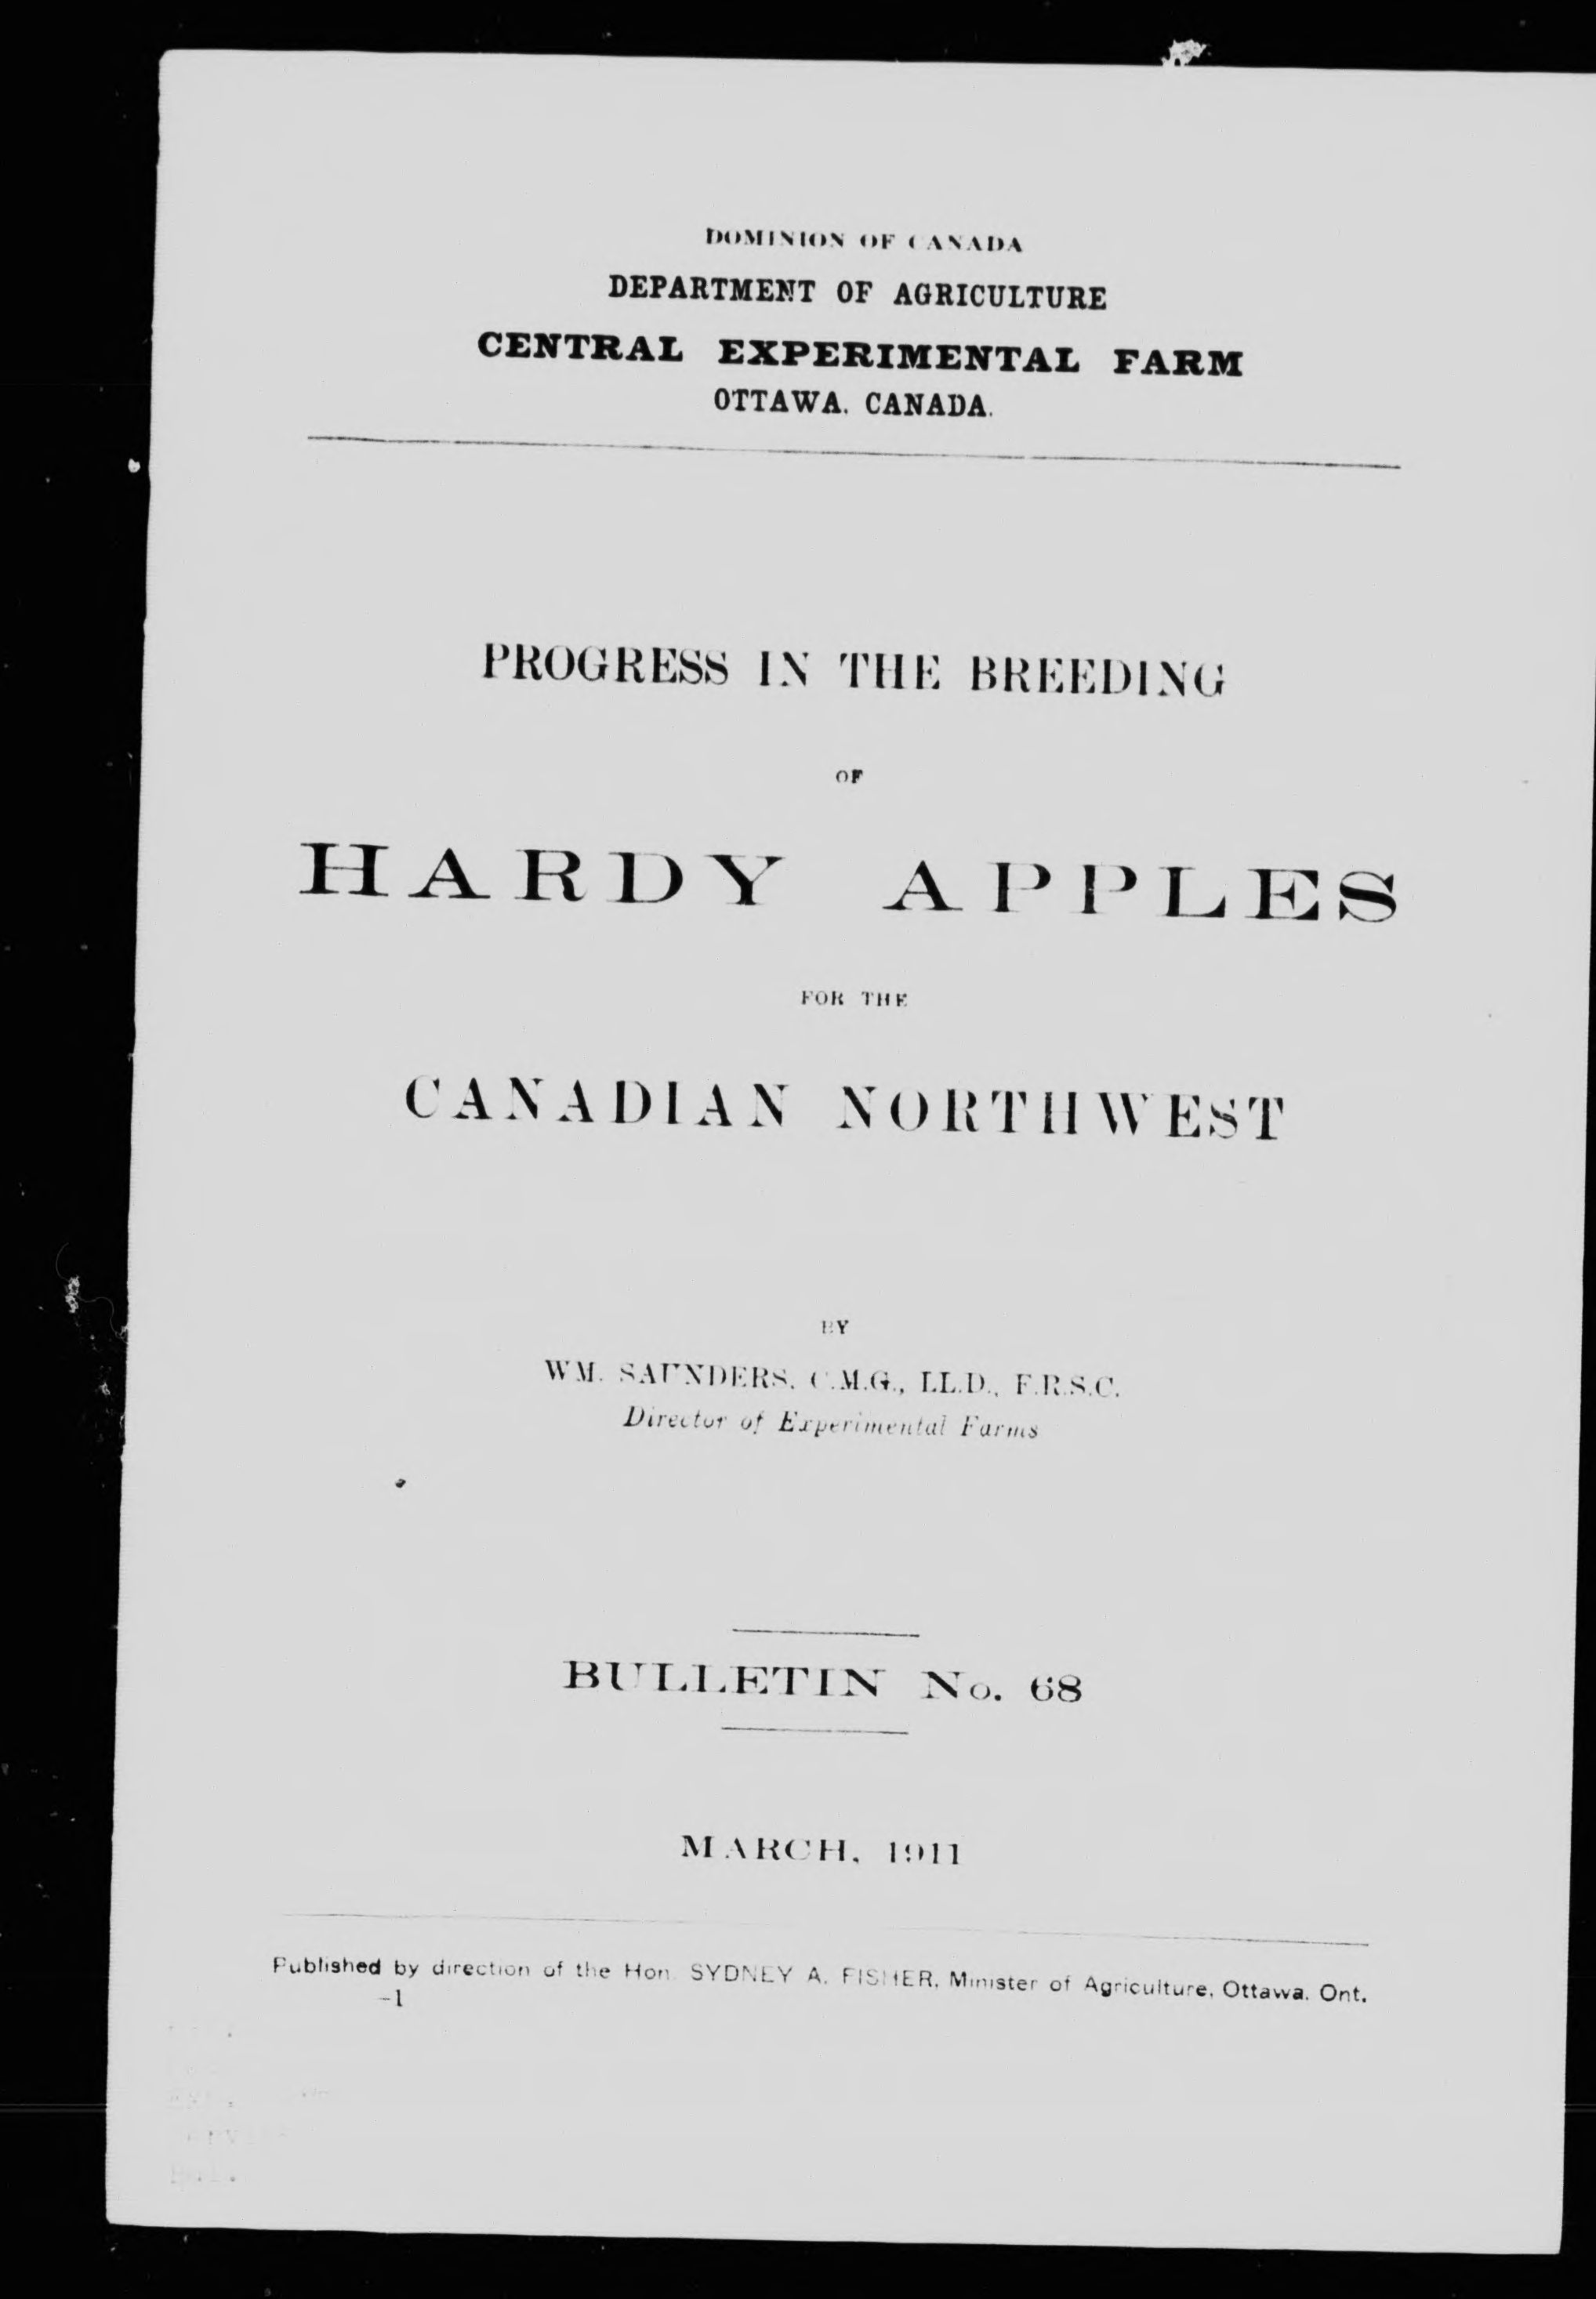 DOMINION OF CANADA
DEPARTMENT OF AGRICULTURE
CENTRAL EXPERIMENTAL FARM
OTTAWA, CANADA.
PROGRESS IN THE BREEDING
OF
HARDY APPLES
FOR THE
CANADIAN NORTHWEST
BY
WM. SAUNDERS, C.M.G., LL.D., F.R.S.C.
Director of Experimental Farms
BULLETIN No. 68
MARCH, 1911
Published by direction of the Hon. SYDNEY A. FISHER, Minister of Agriculture, Ottawa, Ont.
-1